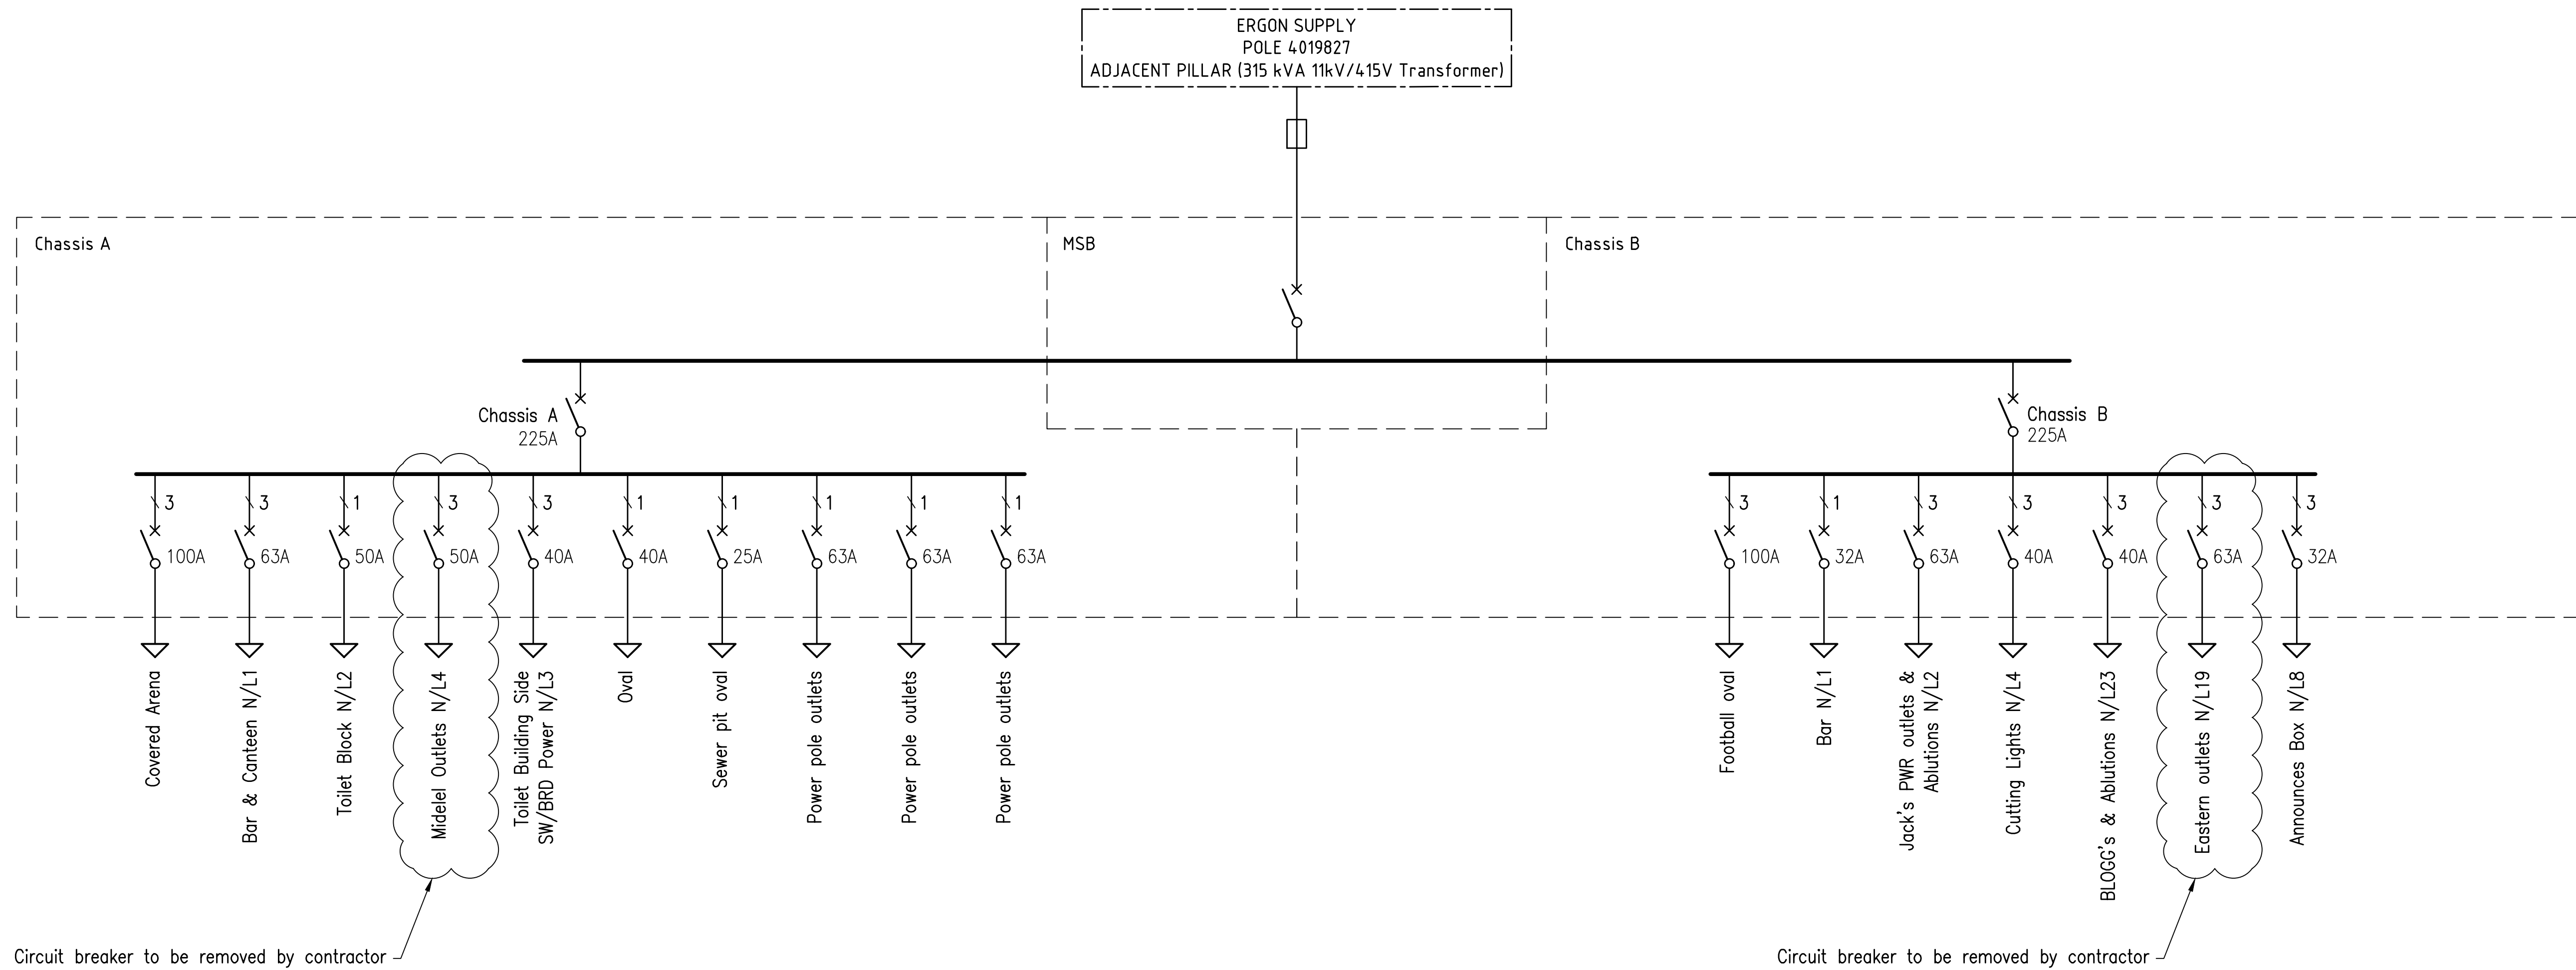 ERGON SUPPLY
POLE 4019827
ADJACENT PILLAR (315 kVA 11kV/415V Transformer)
Chassis A
MSB
Chassis B
Chassis A
225A
Chassis B
225A
3
3
1
3
3
1
1
1
1
1
100A
63A
50A
50A
40A
40A
25A
63A
63A
63A
3
1
3
3
3
3
3
100A
32A
63A
40A
40A
63A
32A
Covered Arena
Bar & Canteen N/L1
Toilet Block N/L2
Midelel Outlets N/L4
Toilet Building Side
SW/BRD Power N/L3
Oval
Sewer pit oval
Power pole outlets
Power pole outlets
Power pole outlets
Football oval
Bar N/L1
Jack's PWR outlets &
Ablutions N/L2
Cutting Lights N/L4
BLOGG's & Ablutions N/L23
Eastern outlets N/L19
Announces Box N/L8
Circuit breaker to be removed by contractor
Circuit breaker to be removed by contractor